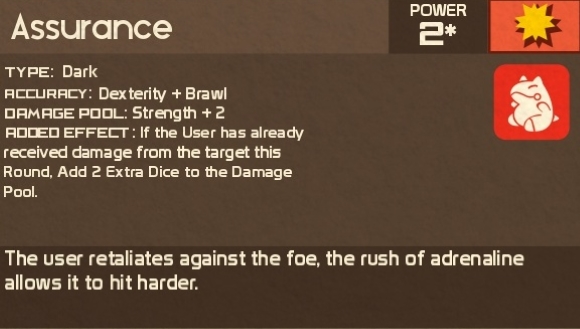 Assurance
POWER
2*
TYPE: Dark
ACCURACY: Dexterity + Brawl
DAMAGE POOL: Strength + 2
ADDED EFFECT: If the User has already
received damage from the target this
Round, Add 2 Extra Dice to the Damage
Pool.
The user retaliates against the foe, the rush of adrenaline
allows it to hit harder.